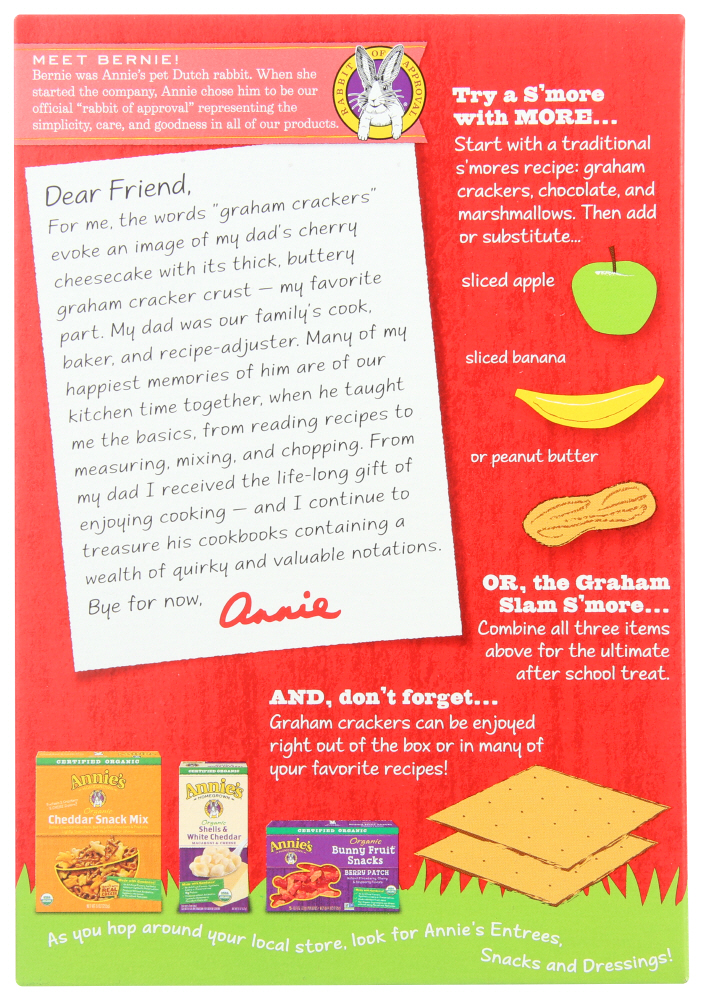 MEET BERNIE!
Bernie was Annie's pet Dutch rabbit. When she
started the company, Annie chose him to be our
official "rabbit of approval" representing the
simplicity, care, and goodness in all of our products.
RABBIT OF APPROVAL
Dear Friend,
For me, the words "graham crackers"
evoke an image of my dad's cherry
cheesecake with its thick, buttery
graham cracker crust – my favorite
part. My dad was our family's cook,
baker, and recipe-adjuster. Many of my
happiest memories of him are of our
kitchen time together, when he taught
me the basics, from reading recipes to
measuring, mixing, and chopping. From
my dad I received the life-long gift of
enjoying cooking – and I continue to
treasure his cookbooks containing a
wealth of quirky and valuable notations.
Bye for now,
Annie
Try a S'more
with MORE...
Start with a traditional
s'mores recipe: graham
crackers, chocolate, and
marshmallows. Then add
or substitute...
sliced apple
sliced banana
or peanut butter
OR, the Graham
Slam S'more...
Combine all three items
above for the ultimate
after school treat.
AND, don't forget...
Graham crackers can be enjoyed
right out of the box or in many of
your favorite recipes!
CERTIFIED ORGANIC
Annie's
Cheddar Snack Mix
CERTIFIED ORGANIC
Annie's
HOMEGROWN
Organic
Shells &
White Cheddar
MACARONI & CHEESE
CERTIFIED ORGANIC
Annie's
Organic
Bunny Fruit
Snacks
BERRY PATCH
As you hop around your local store, look for Annie's Entrees,
Snacks and Dressings!